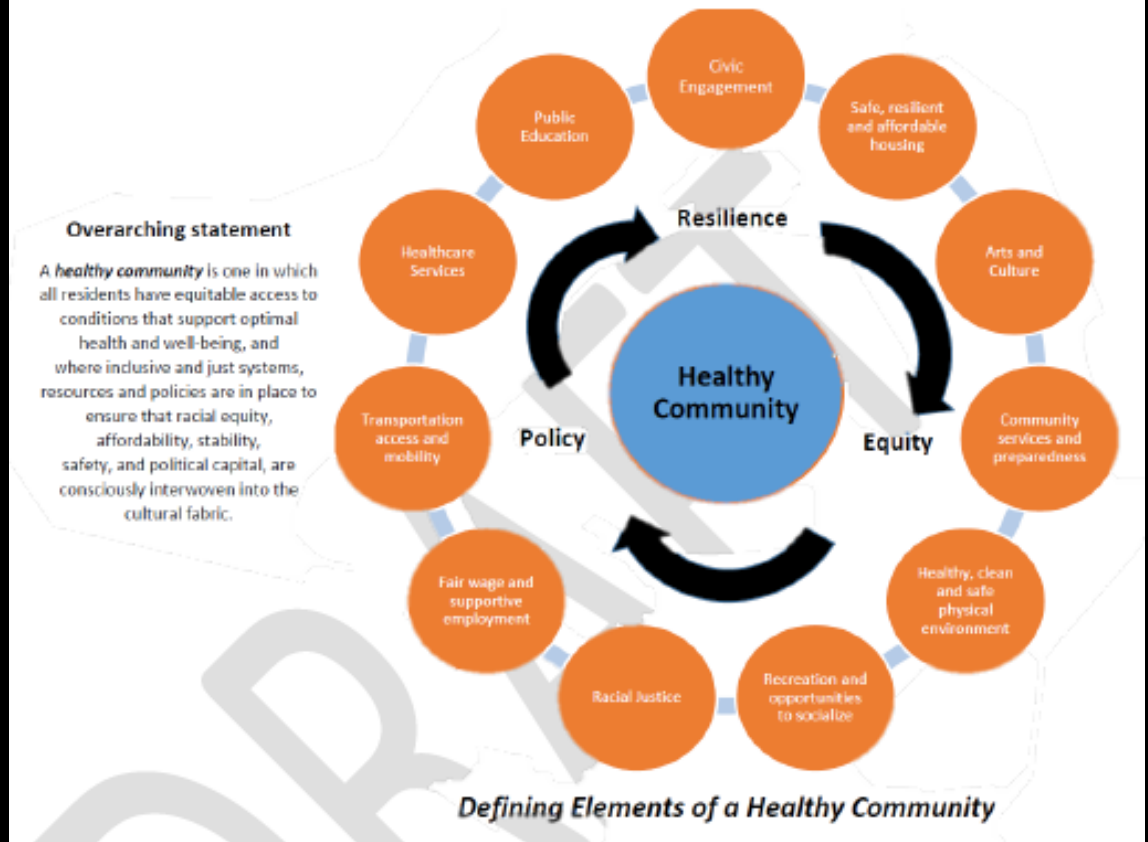 Civic
Engagement
Public
Education
Safe, resilient
and affordable
housing
Resilience
Overarching statement
A healthy community is one in which
all residents have equitable access to
conditions that support optimal
health and well-being, and
where inclusive and just systems,
resources and policies are in place to
ensure that racial equity,
affordability, stability,
safety, and political capital, are
consciously interwoven into the
cultural fabric.
Healthcare
Services
Arts and
Culture
Healthy
Community
Transportation
access and
mobility
Policy
Equity
Community
services and
preparedness
Fair wage and
supportive
employment
Healthy, clean
and safe
physical
environment
Racial Justice
Recreation and
opportunities
to socialize
Defining Elements of a Healthy Community
DRAFT